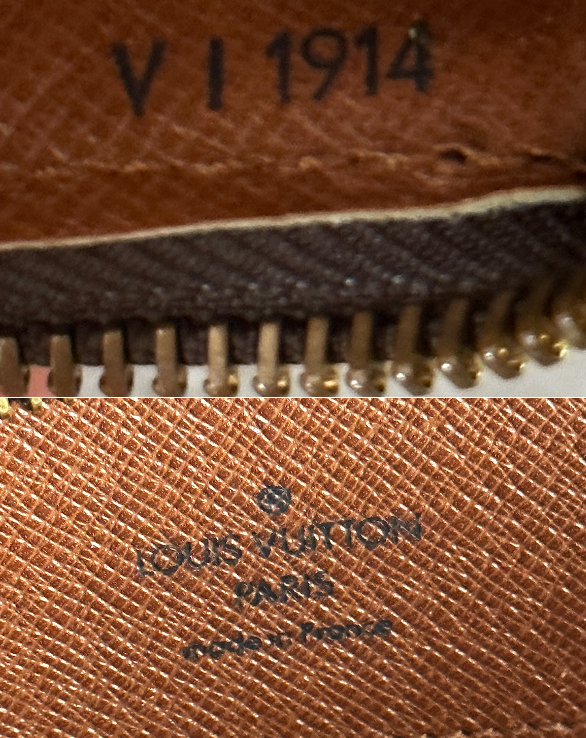 V I 1914
LOUIS VUITTON
PARIS
made in France